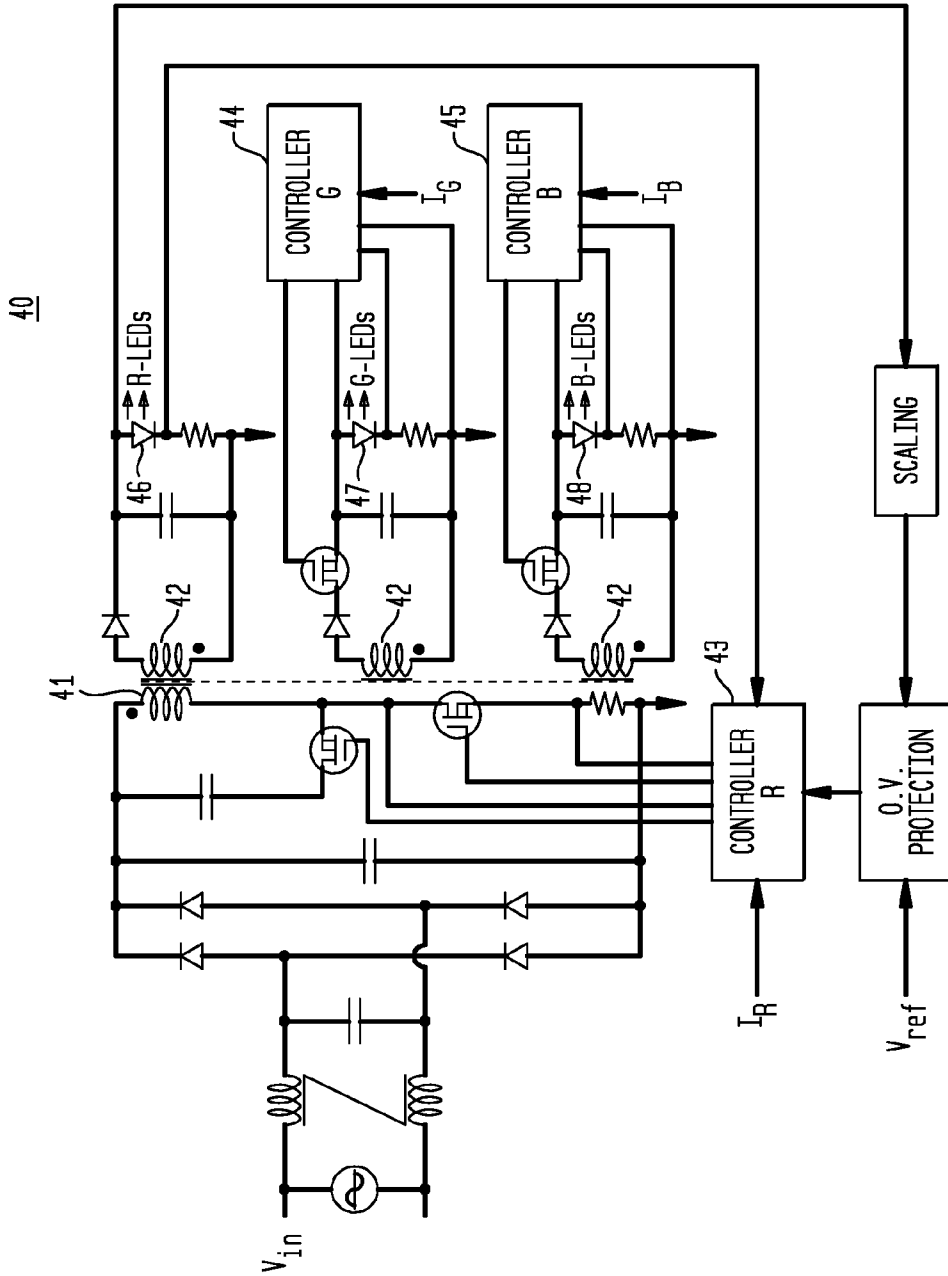 40
V_in
41
42
46
R-LEDs
CONTROLLER
G
44
I_G
42
47
G-LEDs
CONTROLLER
B
45
I_B
42
48
B-LEDs
43
CONTROLLER
R
I_R
O.V.
PROTECTION
V_ref
SCALING